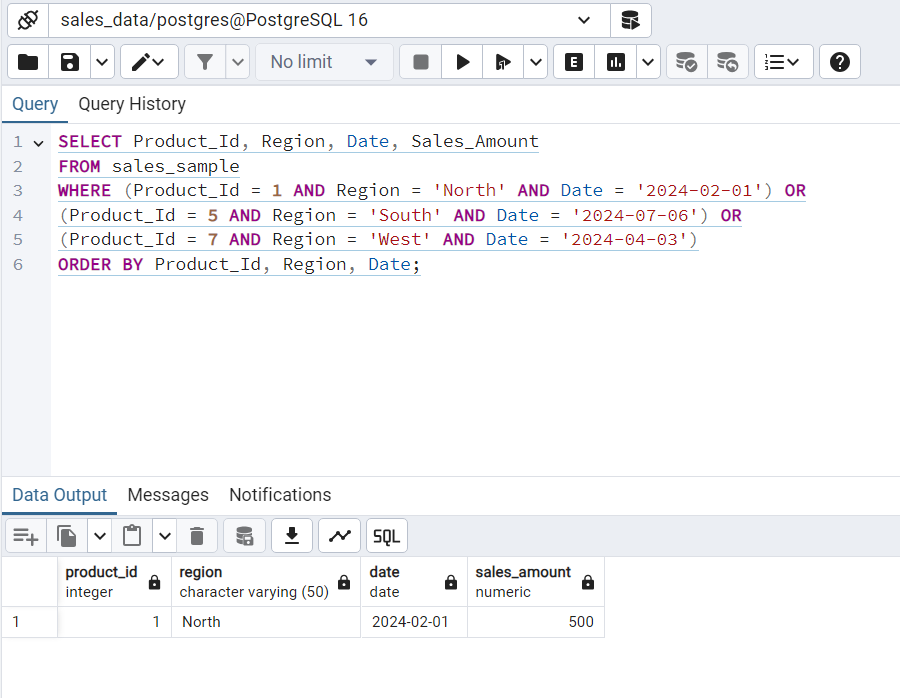 sales_data/postgres@PostgreSQL 16
No limit
E
Query Query History
1 SELECT Product_Id, Region, Date, Sales_Amount
2 FROM sales_sample
3 WHERE (Product_Id = 1 AND Region = 'North' AND Date = '2024-02-01') OR
4 (Product_Id = 5 AND Region = 'South' AND Date = '2024-07-06') OR
5 (Product_Id = 7 AND Region = 'West' AND Date = '2024-04-03')
6 ORDER BY Product_Id, Region, Date;
Data Output Messages Notifications
SQL
product_id region date sales_amount
integer character varying (50) date numeric
1 1 North 2024-02-01 500